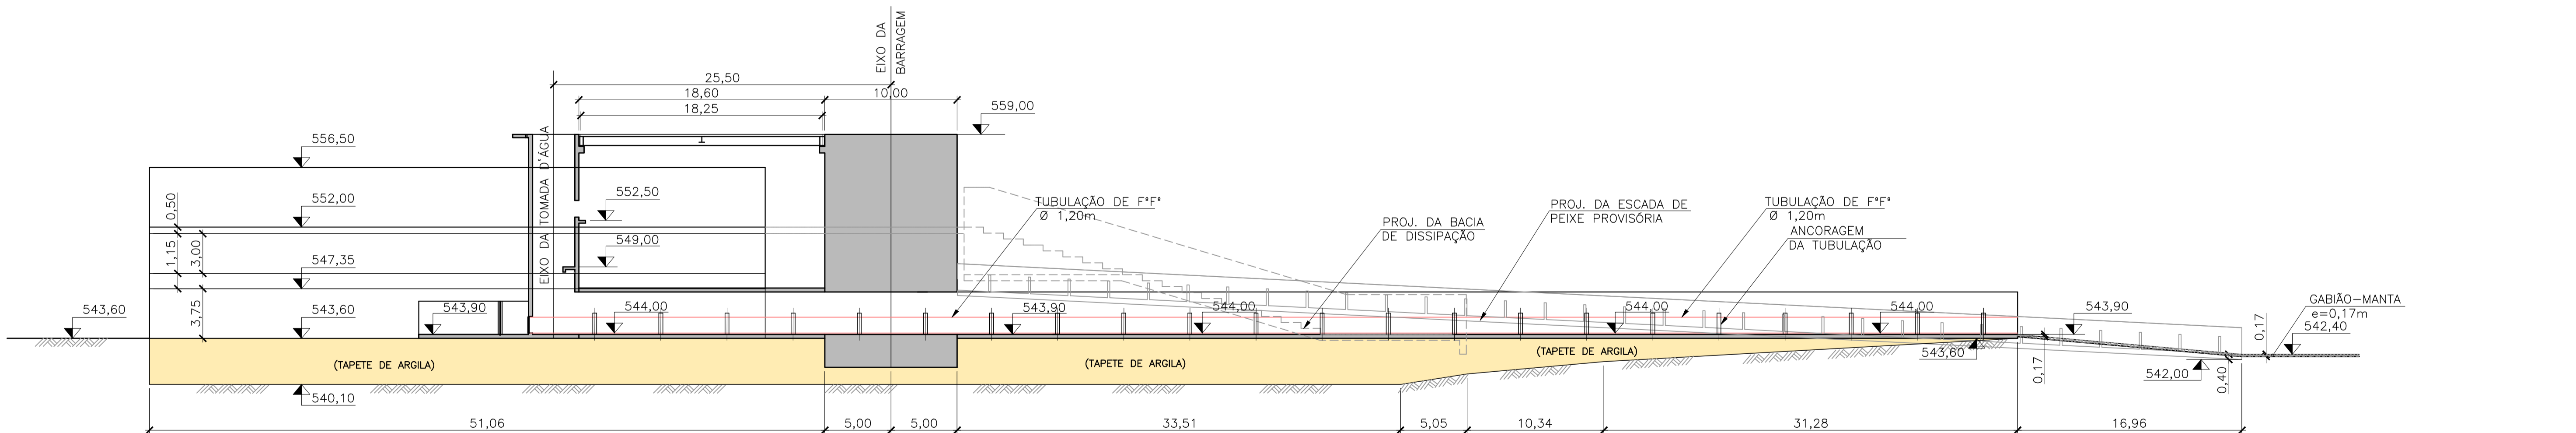 EIXO DA
BARRAGEM
25,50
18,60
10,00
18,25
559,00
556,50
EIXO DA TOMADA D'ÁGUA
552,00
552,50
0,50
1,15
3,00
549,00
547,35
3,75
543,60
543,60
543,90
544,00
543,90
544,00
544,00
544,00
543,90
TUBULAÇÃO DE F°F°
Ø 1,20m
PROJ. DA BACIA
DE DISSIPAÇÃO
PROJ. DA ESCADA DE
PEIXE PROVISÓRIA
TUBULAÇÃO DE F°F°
Ø 1,20m
ANCORAGEM
DA TUBULAÇÃO
GABIÃO-MANTA
e=0,17m
542,40
0,17
543,60
0,17
542,00
0,40
(TAPETE DE ARGILA)
(TAPETE DE ARGILA)
(TAPETE DE ARGILA)
540,10
51,06
5,00
5,00
33,51
5,05
10,34
31,28
16,96